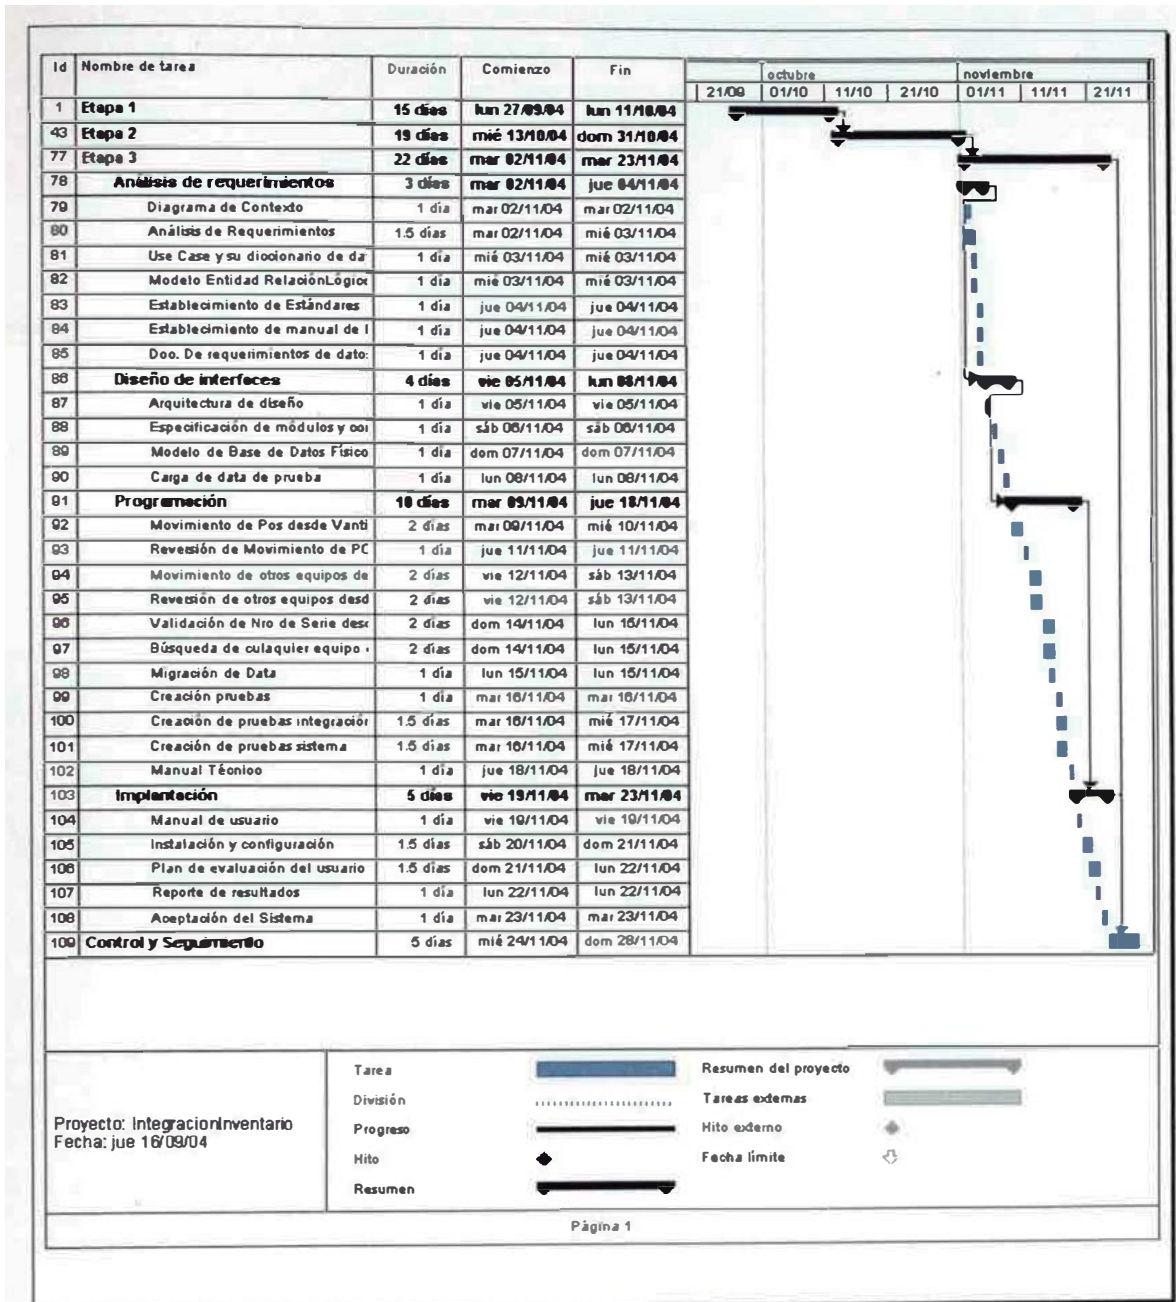 Id Nombre de tarea Duración Comienzo Fin octubre noviembre
21/09 01/10 11/10 21/10 01/11 11/11 21/11
1 Etapa 1 15 días lun 27/09/04 lun 11/10/04
43 Etapa 2 19 días mié 13/10/04 dom 31/10/04
77 Etapa 3 22 días mar 02/11/04 mar 23/11/04
78 Análisis de requerimientos 3 días mar 02/11/04 jue 04/11/04
79 Diagrama de Contexto 1 día mar 02/11/04 mar 02/11/04
80 Análisis de Requerimientos 1.5 días mar 02/11/04 mié 03/11/04
81 Use Case y su diccionario de da 1 día mié 03/11/04 mié 03/11/04
82 Modelo Entidad RelaciónLógico 1 día mié 03/11/04 mié 03/11/04
83 Establecimiento de Estándares 1 día jue 04/11/04 jue 04/11/04
84 Establecimiento de manual de 1 día jue 04/11/04 jue 04/11/04
85 Doc. De requerimientos de dato 1 día jue 04/11/04 jue 04/11/04
86 Diseño de interfaces 4 días vie 05/11/04 lun 08/11/04
87 Arquitectura de diseño 1 día vie 05/11/04 vie 05/11/04
88 Especificación de módulos y cor 1 día sáb 06/11/04 sáb 06/11/04
89 Modelo de Base de Datos Físico 1 día dom 07/11/04 dom 07/11/04
90 Carga de data de prueba 1 día lun 08/11/04 lun 08/11/04
91 Programación 10 días mar 09/11/04 jue 18/11/04
92 Movimiento de Pos desde Vanti 2 días mar 09/11/04 mié 10/11/04
93 Reversión de Movimiento de PO 1 día jue 11/11/04 jue 11/11/04
94 Movimiento de otros equipos de 2 días vie 12/11/04 sáb 13/11/04
95 Reversión de otros equipos desd 2 días vie 12/11/04 sáb 13/11/04
96 Validación de Nro de Serie desd 2 días dom 14/11/04 lun 15/11/04
97 Búsqueda de culaquier equipo 2 días dom 14/11/04 lun 15/11/04
98 Migración de Data 1 día lun 15/11/04 lun 15/11/04
99 Creación pruebas 1 día mar 16/11/04 mar 16/11/04
100 Creación de pruebas integración 1.5 días mar 16/11/04 mié 17/11/04
101 Creación de pruebas sistema 1.5 días mar 16/11/04 mié 17/11/04
102 Manual Técnico 1 día jue 18/11/04 jue 18/11/04
103 Implantación 5 días vie 19/11/04 mar 23/11/04
104 Manual de usuario 1 día vie 19/11/04 vie 19/11/04
105 Instalación y configuración 1.5 días sáb 20/11/04 dom 21/11/04
106 Plan de evaluación del usuario 1.5 días dom 21/11/04 lun 22/11/04
107 Reporte de resultados 1 día lun 22/11/04 lun 22/11/04
108 Aceptación del Sistema 1 día mar 23/11/04 mar 23/11/04
109 Control y Seguimiento 5 días mié 24/11/04 dom 28/11/04
Proyecto: IntegracionInventario
Fecha: jue 16/09/04
Tarea
División
Progreso
Hito
Resumen
Resumen del proyecto
Tareas externas
Hito externo
Fecha límite
Página 1